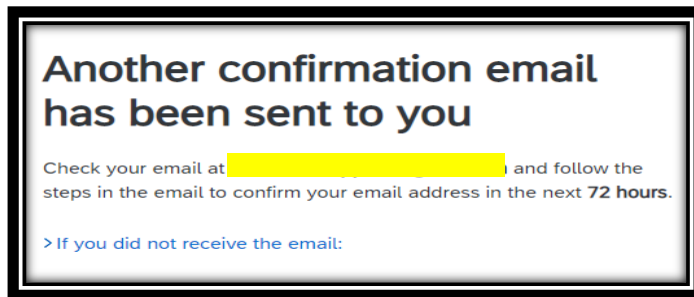 Another confirmation email
has been sent to you
Check your email at and follow the
steps in the email to confirm your email address in the next 72 hours.
> If you did not receive the email: